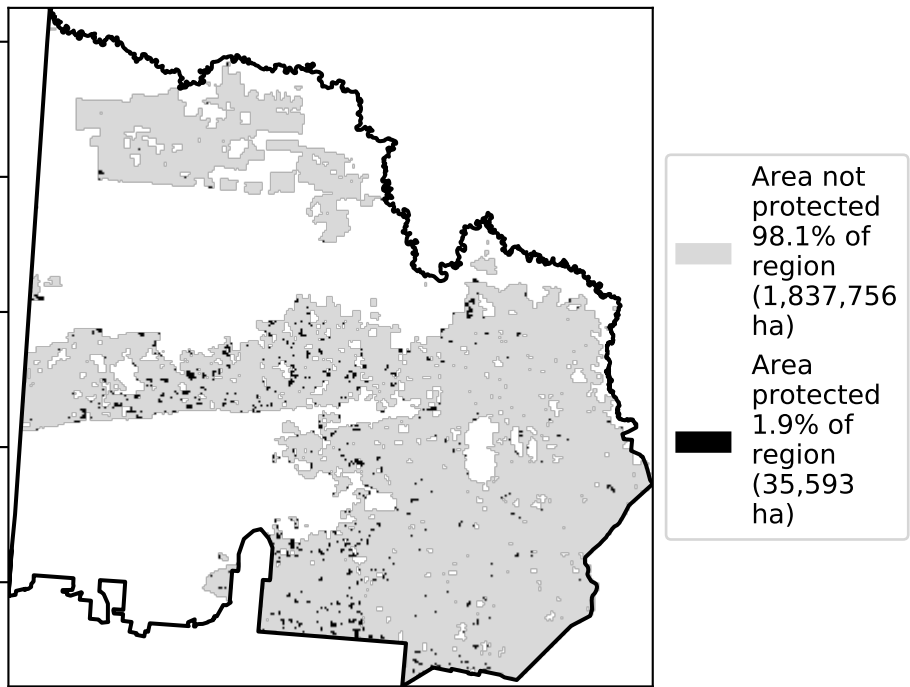 Area not
protected
98.1% of
region
(1,837,756
ha)
Area
protected
1.9% of
region
(35,593
ha)